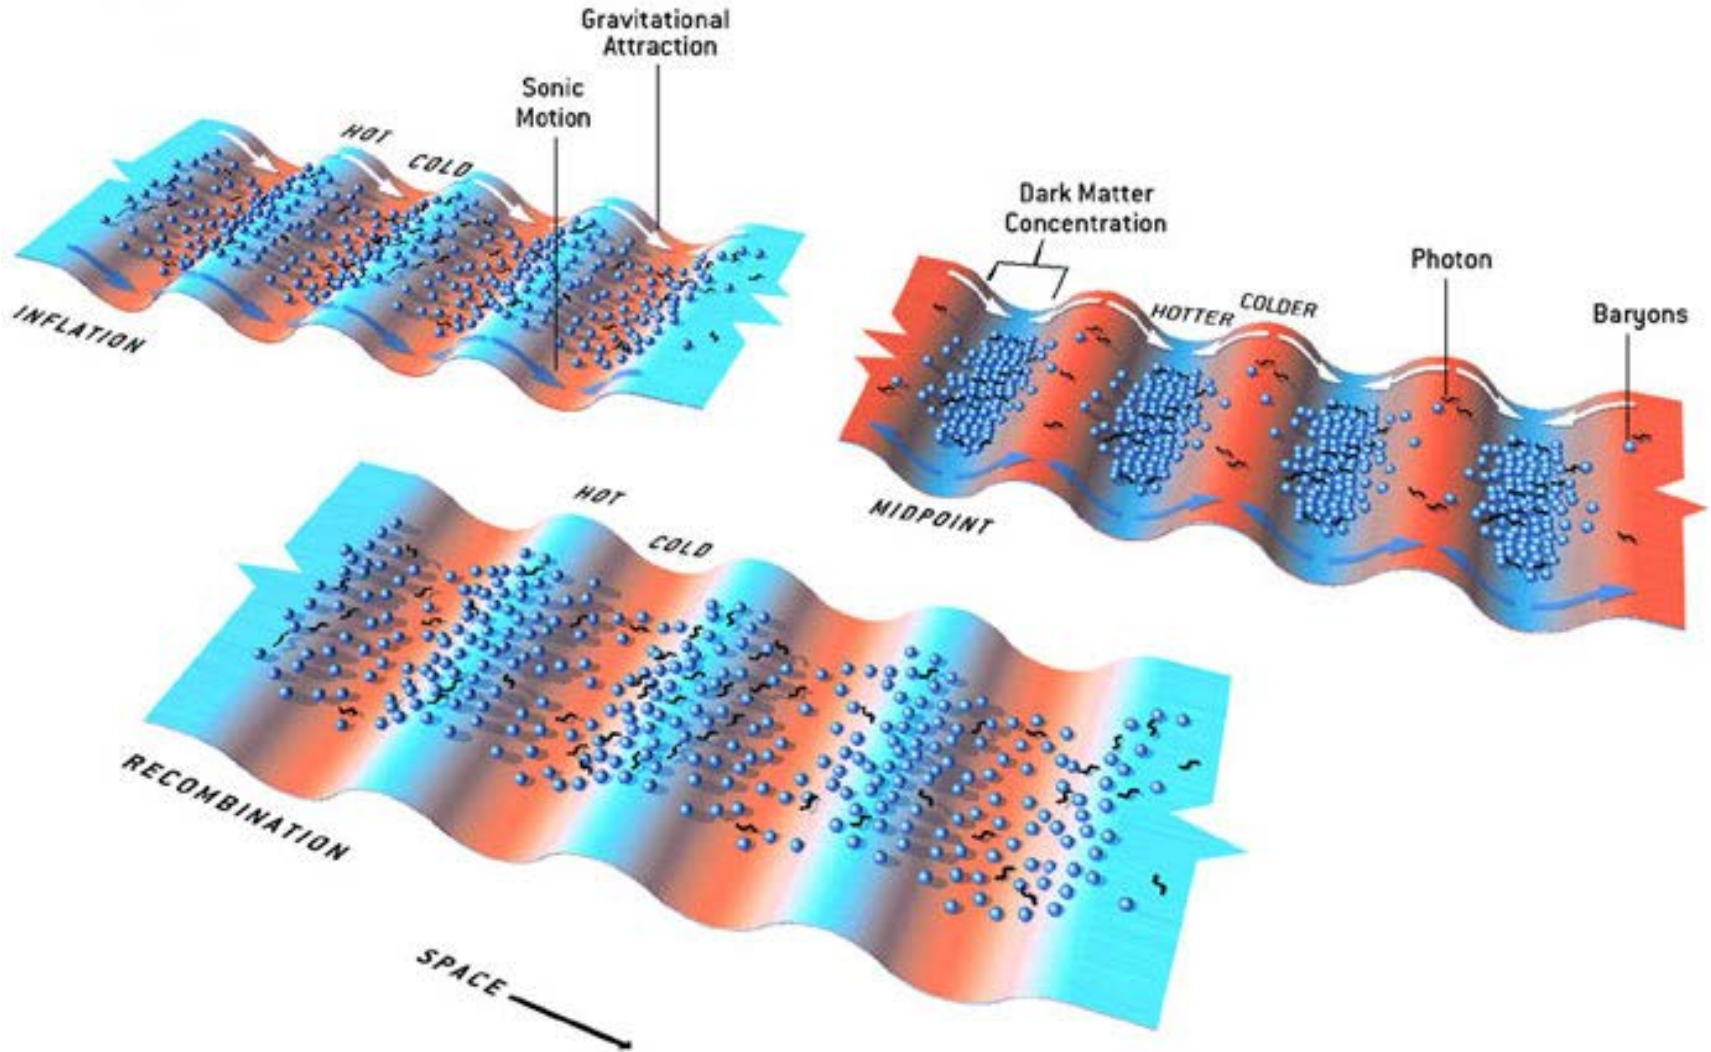 Gravitational
Attraction
Sonic
Motion
HOT
COLD
INFLATION
Dark Matter
Concentration
Photon
Baryons
HOTTER
COLDER
MIDPOINT
HOT
COLD
RECOMBINATION
SPACE